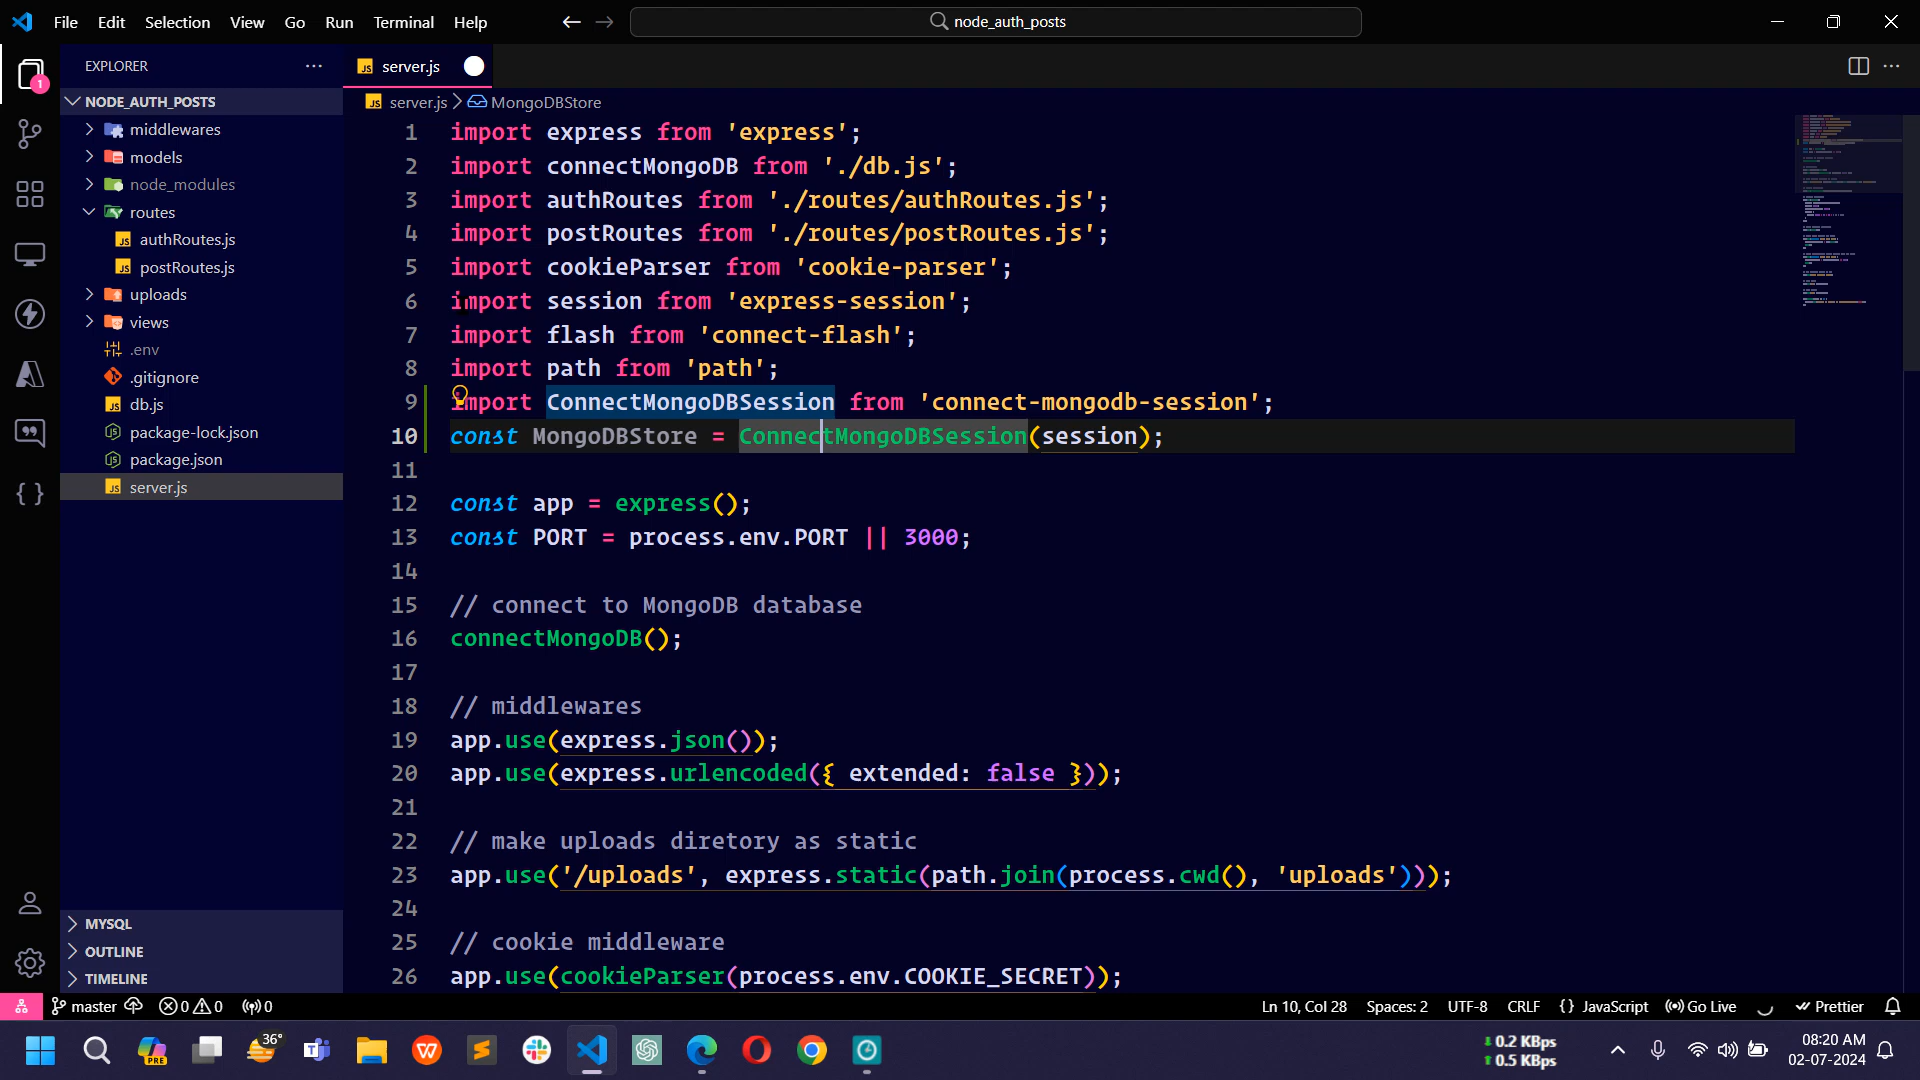 File Edit Selection View Go Run Terminal Help
node_auth_posts
EXPLORER
server.js
1
NODE_AUTH_POSTS
middlewares
models
node_modules
routes
authRoutes.js
postRoutes.js
uploads
views
.env
.gitignore
db.js
package-lock.json
package.json
server.js
MYSQL
OUTLINE
TIMELINE
server.js > MongoDBStore
1 import express from 'express';
2 import connectMongoDB from './db.js';
3 import authRoutes from './routes/authRoutes.js';
4 import postRoutes from './routes/postRoutes.js';
5 import cookieParser from 'cookie-parser';
6 import session from 'express-session';
7 import flash from 'connect-flash';
8 import path from 'path';
9 import ConnectMongoDBSession from 'connect-mongodb-session';
10 const MongoDBStore = ConnectMongoDBSession(session);
11
12 const app = express();
13 const PORT = process.env.PORT || 3000;
14
15 // connect to MongoDB database
16 connectMongoDB();
17
18 // middlewares
19 app.use(express.json());
20 app.use(express.urlencoded({ extended: false }));
21
22 // make uploads diretory as static
23 app.use('/uploads', express.static(path.join(process.cwd(), 'uploads')));
24
25 // cookie middleware
26 app.use(cookieParser(process.env.COOKIE_SECRET));
master 0 0 0
Ln 10, Col 28 Spaces: 2 UTF-8 CRLF {} JavaScript Go Live Prettier
PRE
36°
0.2 KBps
0.5 KBps
08:20 AM
02-07-2024